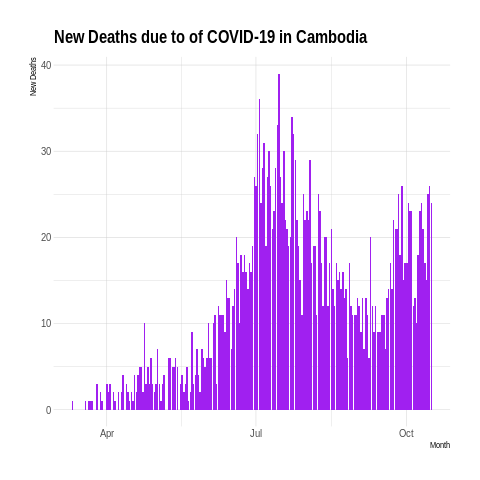 New Deaths due to of COVID-19 in Cambodia
New Deaths
40
30
20
10
0
Apr
Jul
Oct
Month